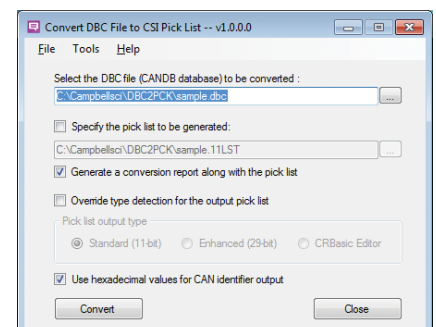 Convert DBC File to CSI Pick List -- v1.0.0.0
File Tools Help
Select the DBC file (CANDB database) to be converted :
C:\Campbellsci\DBC2PCK\sample.dbc
...
Specify the pick list to be generated:
C:\Campbellsci\DBC2PCK\sample.11LST
...
Generate a conversion report along with the pick list
Override type detection for the output pick list
Pick list output type
Standard (11-bit) Enhanced (29-bit) CRBasic Editor
Use hexadecimal values for CAN identifier output
Convert Close